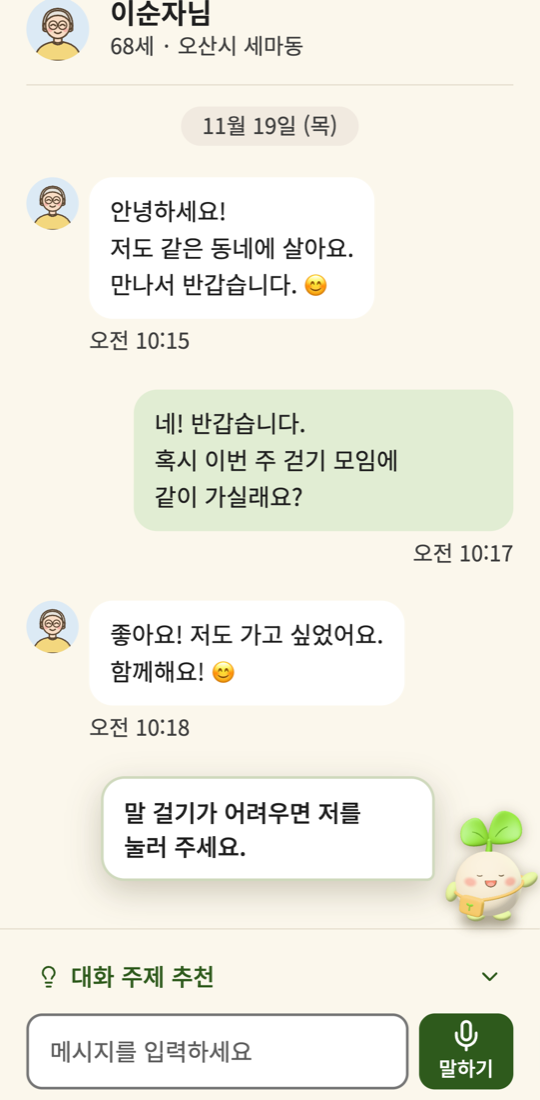 이순자님
68세 · 오산시 세마동
11월 19일 (목)
안녕하세요!
저도 같은 동네에 살아요.
만나서 반갑습니다. 😊
오전 10:15
네! 반갑습니다.
혹시 이번 주 걷기 모임에
같이 가실래요?
오전 10:17
좋아요! 저도 가고 싶었어요.
함께해요! 😊
오전 10:18
말 걸기가 어려우면 저를
눌러 주세요.
대화 주제 추천
메시지를 입력하세요
말하기